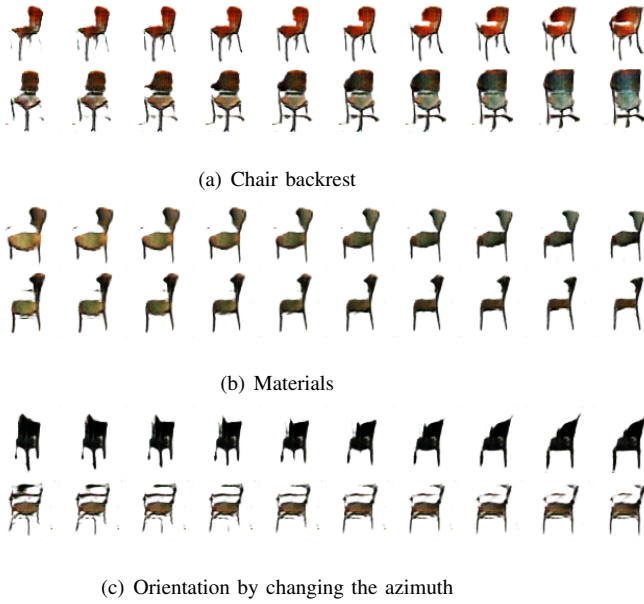 (a) Chair backrest
(b) Materials
(c) Orientation by changing the azimuth